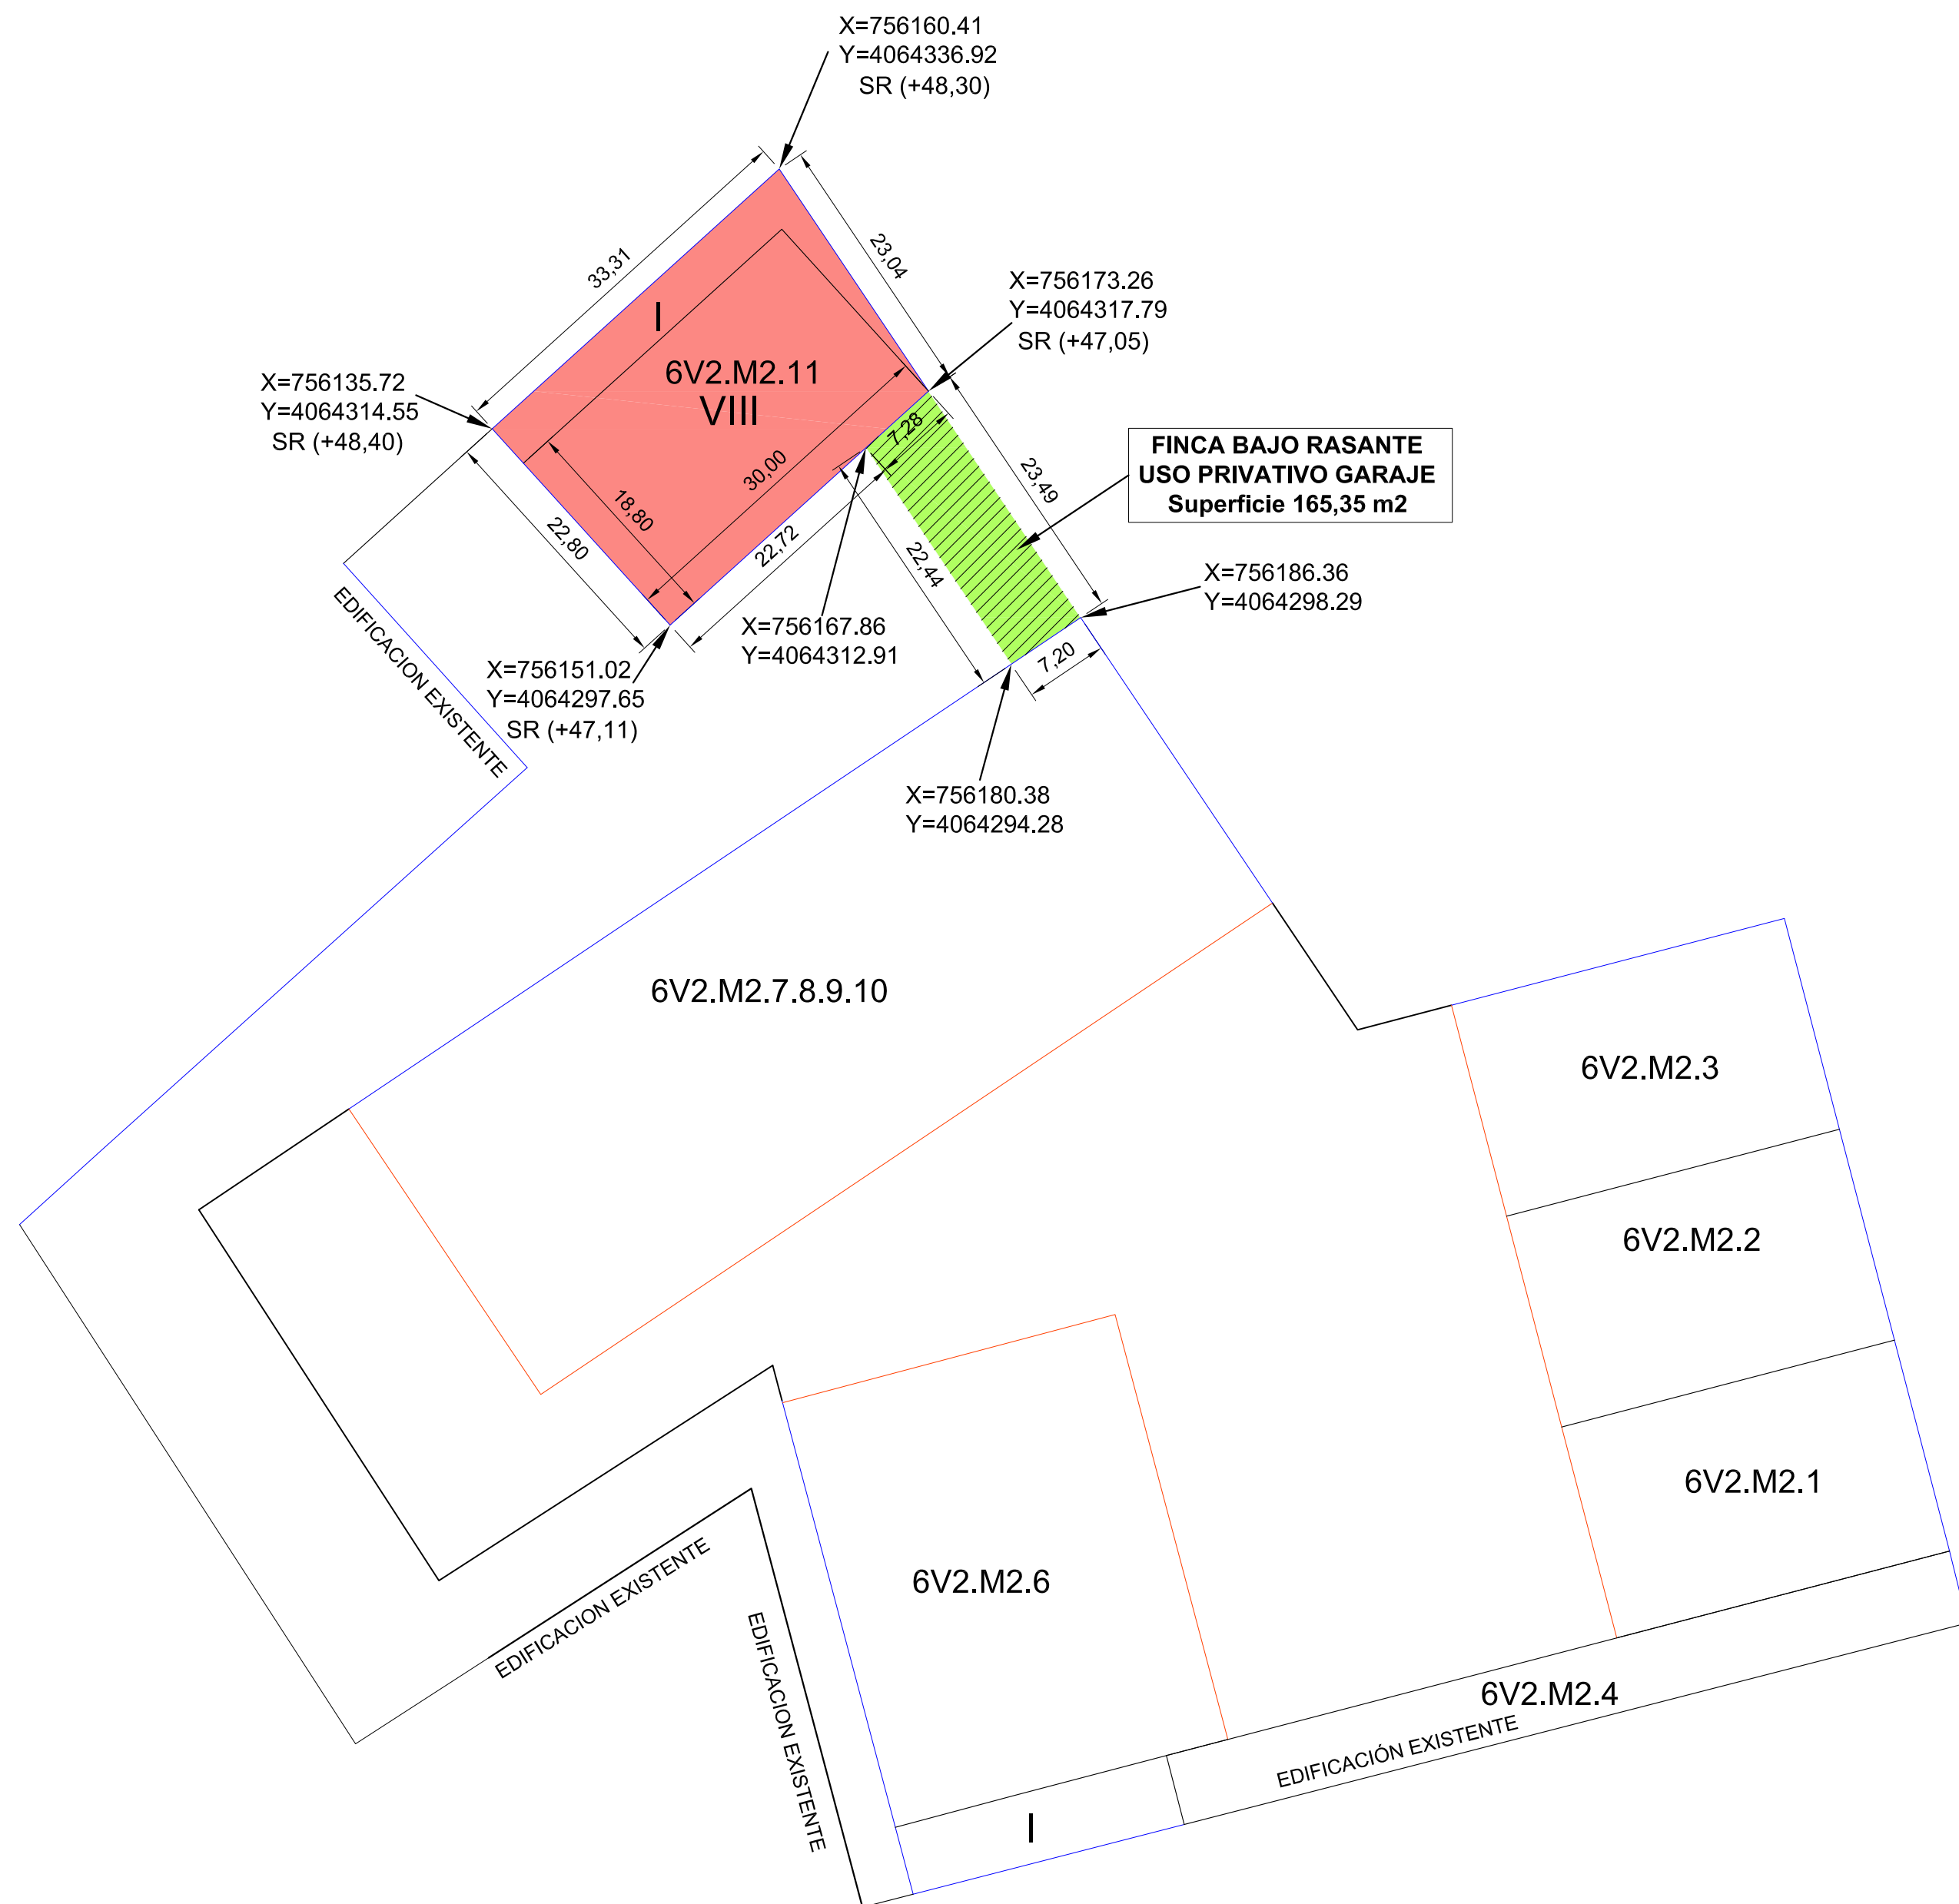 X=756160.41
Y=4064336.92
SR (+48,30)
33,31
23,04
X=756173.26
Y=4064317.79
SR (+47,05)
I
6V2.M2.11
VIII
X=756135.72
Y=4064314.55
SR (+48,40)
7,28
30,00
18,80
22,80
22,72
22,44
23,49
FINCA BAJO RASANTE
USO PRIVATIVO GARAJE
Superficie 165,35 m2
X=756186.36
Y=4064298.29
EDIFICACION EXISTENTE
X=756167.86
Y=4064312.91
7,20
X=756151.02
Y=4064297.65
SR (+47,11)
X=756180.38
Y=4064294.28
6V2.M2.7.8.9.10
6V2.M2.3
6V2.M2.2
6V2.M2.1
6V2.M2.6
EDIFICACION EXISTENTE
EDIFICACION EXISTENTE
6V2.M2.4
EDIFICACIÓN EXISTENTE
I